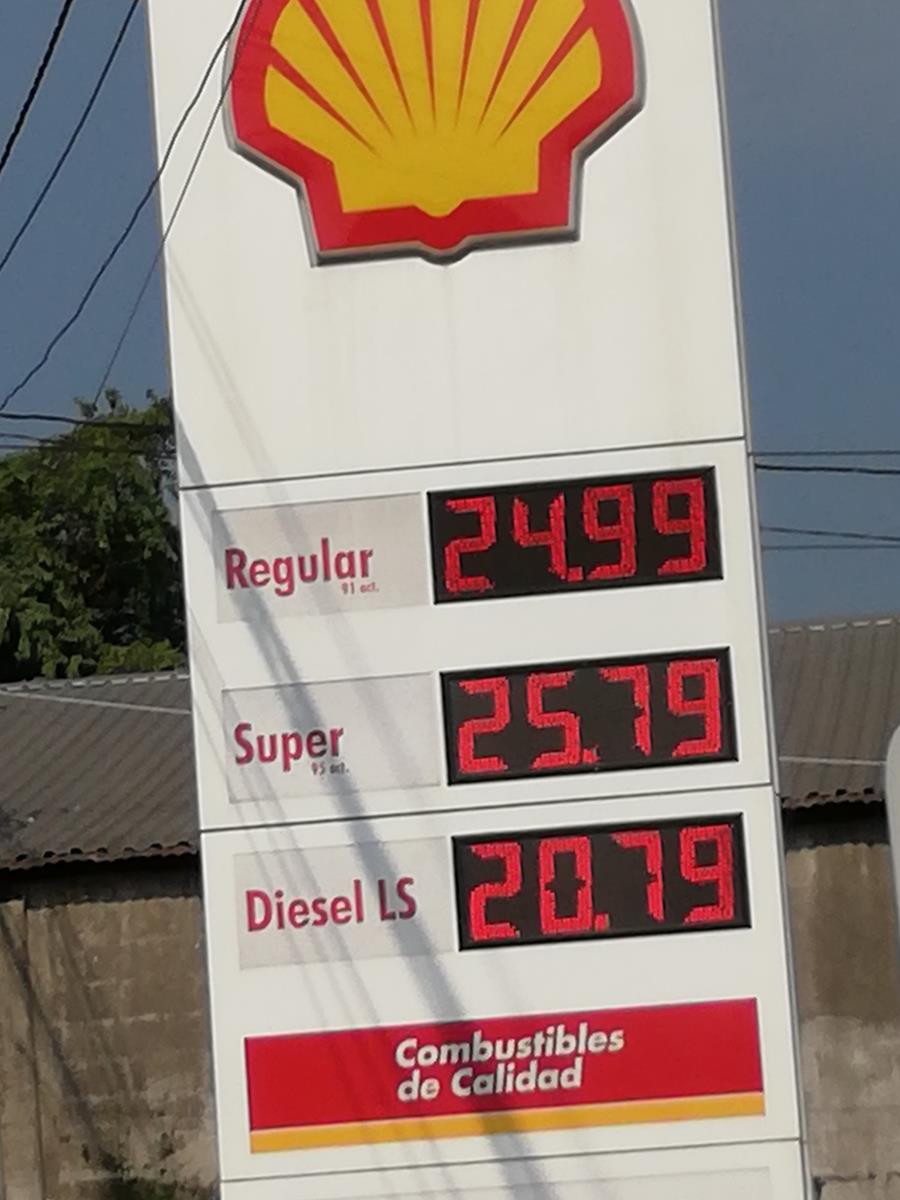 Regular 24.99
91 oct.
Super 25.79
95 oct.
Diesel LS 20.79
Combustibles
de Calidad